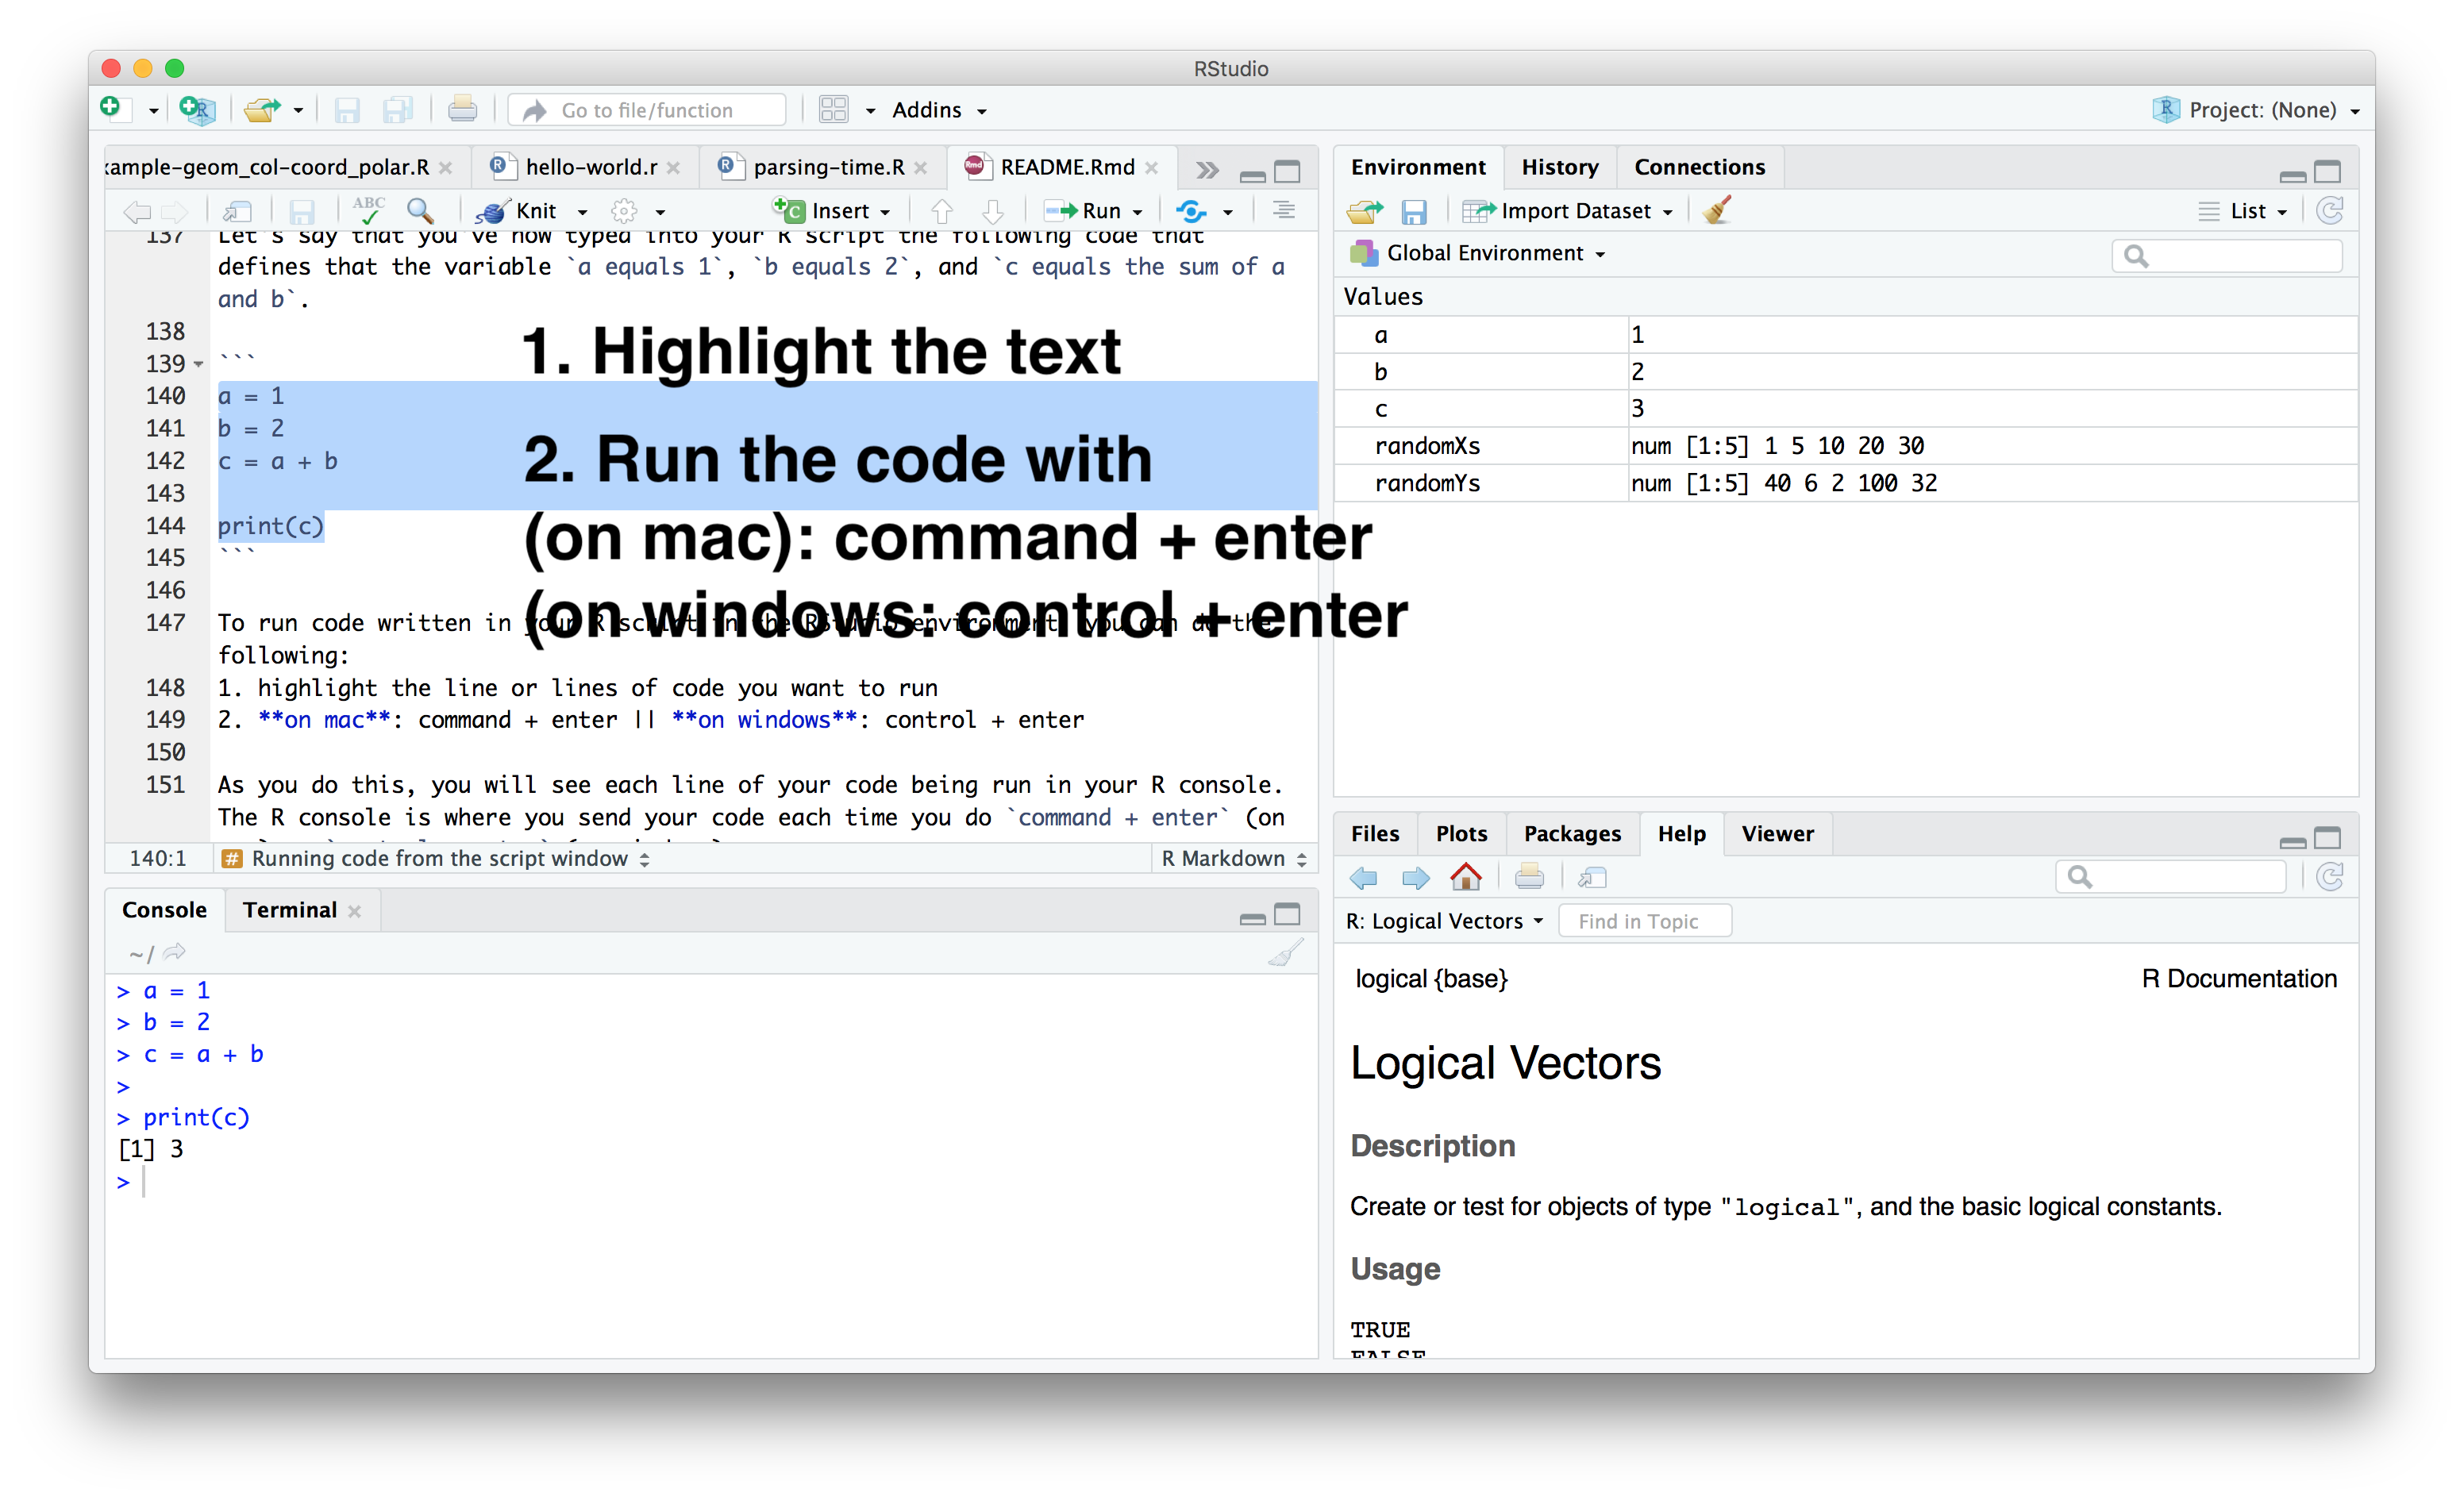 RStudio
Go to file/function
Addins
Project: (None)
xample-geom_col-coord_polar.R
hello-world.r
parsing-time.R
README.Rmd
ABC
Knit
Insert
Run
137 Let's say that you've now typed into your R script the following code that
defines that the variable `a equals 1`, `b equals 2`, and `c equals the sum of a
and b`.
138
139 ```
140 a = 1
141 b = 2
142 c = a + b
143
144 print(c)
145 ```
146
147 To run code written in your R script in the RStudio environment, you can do the
following:
148 1. highlight the line or lines of code you want to run
149 2. **on mac**: command + enter || **on windows**: control + enter
150
151 As you do this, you will see each line of your code being run in your R console.
The R console is where you send your code each time you do `command + enter` (on
1. Highlight the text
2. Run the code with
(on mac): command + enter
(on windows: control + enter
140:1 # Running code from the script window
R Markdown
Console
Terminal
~/
> a = 1
> b = 2
> c = a + b
>
> print(c)
[1] 3
>
Environment
History
Connections
Import Dataset
List
Global Environment
Values
a 1
b 2
c 3
randomXs num [1:5] 1 5 10 20 30
randomYs num [1:5] 40 6 2 100 32
Files
Plots
Packages
Help
Viewer
R: Logical Vectors
Find in Topic
logical {base}
R Documentation
Logical Vectors
Description
Create or test for objects of type "logical", and the basic logical constants.
Usage
TRUE
FALSE